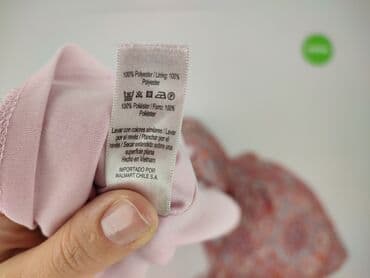 100% Polyester / Lining: 100%
Polyester
100% Poliéster / Forro: 100%
Poliéster
Lavar con colores similares / Lavar
por el revés / Planchar por el
revés / Secar extendido sobre una
superficie plana
Hecho en Vietnam
IMPORTADO POR
WALMART CHILE S.A.